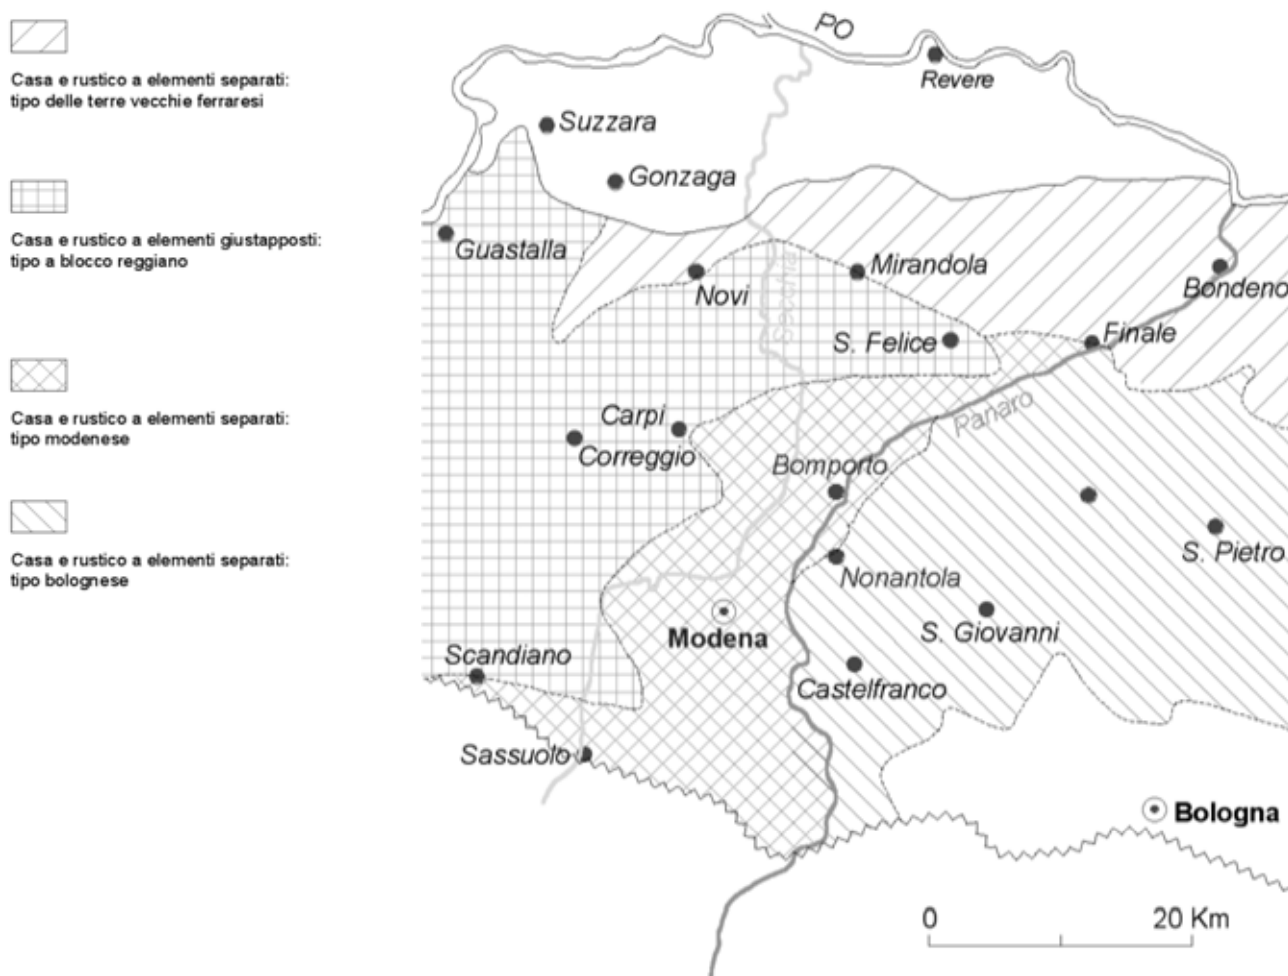 Casa e rustico a elementi separati:
tipo delle terre vecchie ferraresi
Casa e rustico a elementi giustapposti:
tipo a blocco reggiano
Casa e rustico a elementi separati:
tipo modenese
Casa e rustico a elementi separati:
tipo bolognese
PO
Revere
Suzzara
Gonzaga
Guastalla
Novi
Secchia
Mirandola
Bondeno
S. Felice
Finale
Carpi
Correggio
Panaro
Bomporto
S. Pietro
Nonantola
S. Giovanni
Modena
Scandiano
Castelfranco
Sassuolo
Bologna
0 20 Km